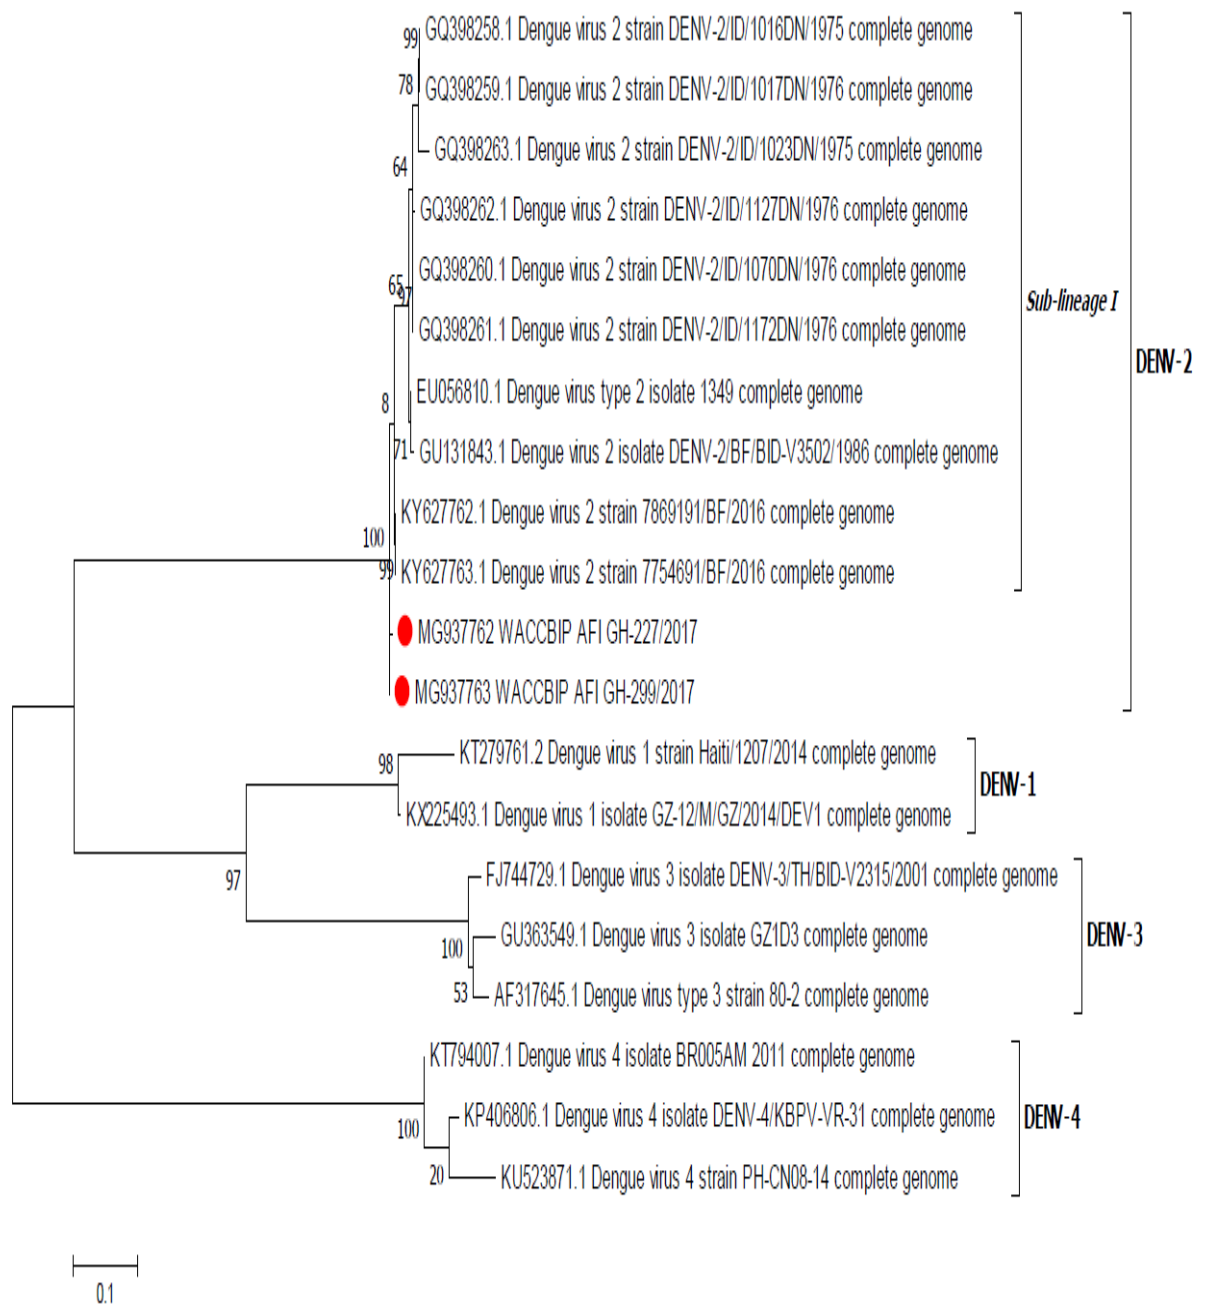 GQ398258.1 Dengue virus 2 strain DENV-2/ID/1016DN/1975 complete genome
99
78
GQ398259.1 Dengue virus 2 strain DENV-2/ID/1017DN/1976 complete genome
GQ398263.1 Dengue virus 2 strain DENV-2/ID/1023DN/1975 complete genome
64
GQ398262.1 Dengue virus 2 strain DENV-2/ID/1127DN/1976 complete genome
GQ398260.1 Dengue virus 2 strain DENV-2/ID/1070DN/1976 complete genome
65
97
Sub-lineage I
GQ398261.1 Dengue virus 2 strain DENV-2/ID/1172DN/1976 complete genome
DENV-2
EU056810.1 Dengue virus type 2 isolate 1349 complete genome
8
71
GU131843.1 Dengue virus 2 isolate DENV-2/BF/BID-V3502/1986 complete genome
KY627762.1 Dengue virus 2 strain 7869191/BF/2016 complete genome
100
99
KY627763.1 Dengue virus 2 strain 7754691/BF/2016 complete genome
MG937762 WACCBIP AFI GH-227/2017
MG937763 WACCBIP AFI GH-299/2017
KT279761.2 Dengue virus 1 strain Haiti/1207/2014 complete genome
98
DENV-1
KX225493.1 Dengue virus 1 isolate GZ-12/M/GZ/2014/DEV1 complete genome
97
FJ744729.1 Dengue virus 3 isolate DENV-3/TH/BID-V2315/2001 complete genome
GU363549.1 Dengue virus 3 isolate GZ1D3 complete genome
DENV-3
100
53
AF317645.1 Dengue virus type 3 strain 80-2 complete genome
KT794007.1 Dengue virus 4 isolate BR005AM 2011 complete genome
KP406806.1 Dengue virus 4 isolate DENV-4/KBPV-VR-31 complete genome
DENV-4
100
20
KU523871.1 Dengue virus 4 strain PH-CN08-14 complete genome
0.1